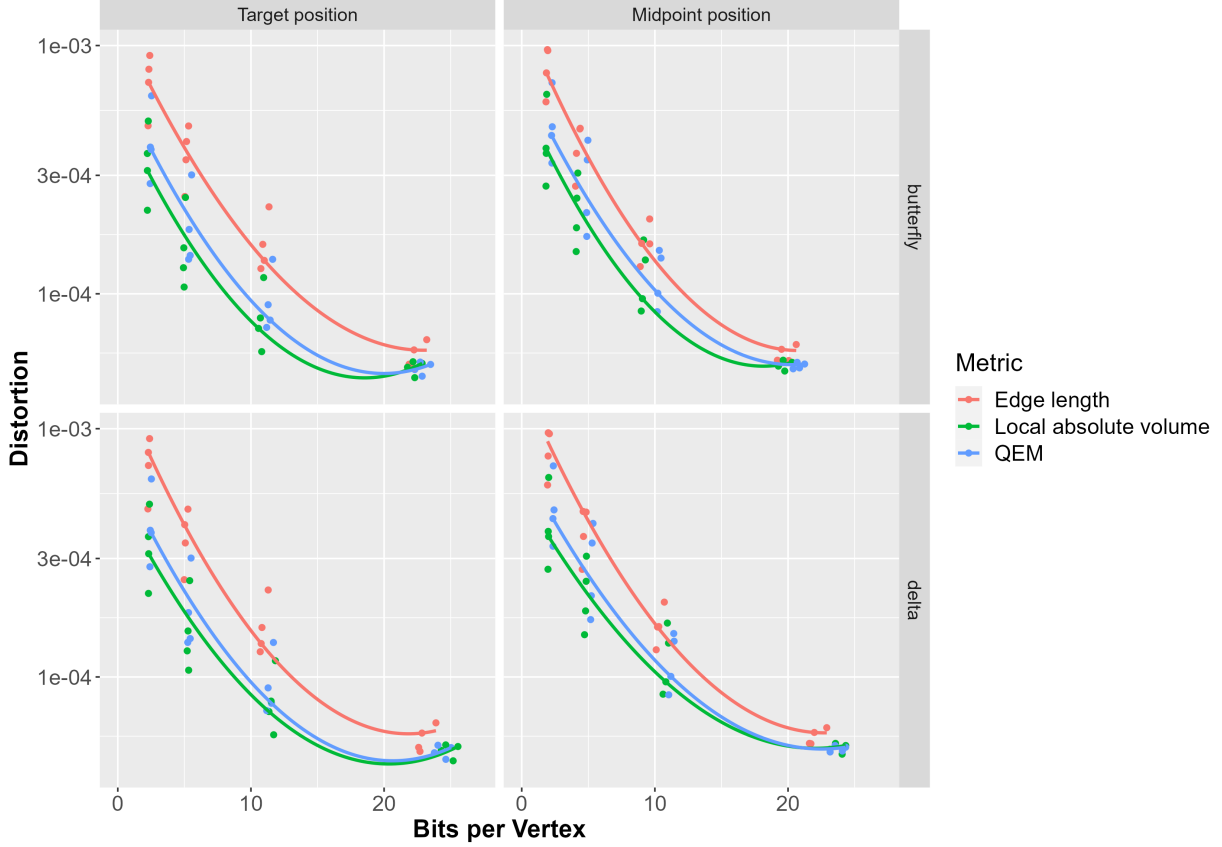 Target position
Midpoint position
Distortion
1e-03
3e-04
1e-04
butterfly
1e-03
3e-04
1e-04
delta
0
10
20
0
10
20
Bits per Vertex
Metric
Edge length
Local absolute volume
QEM